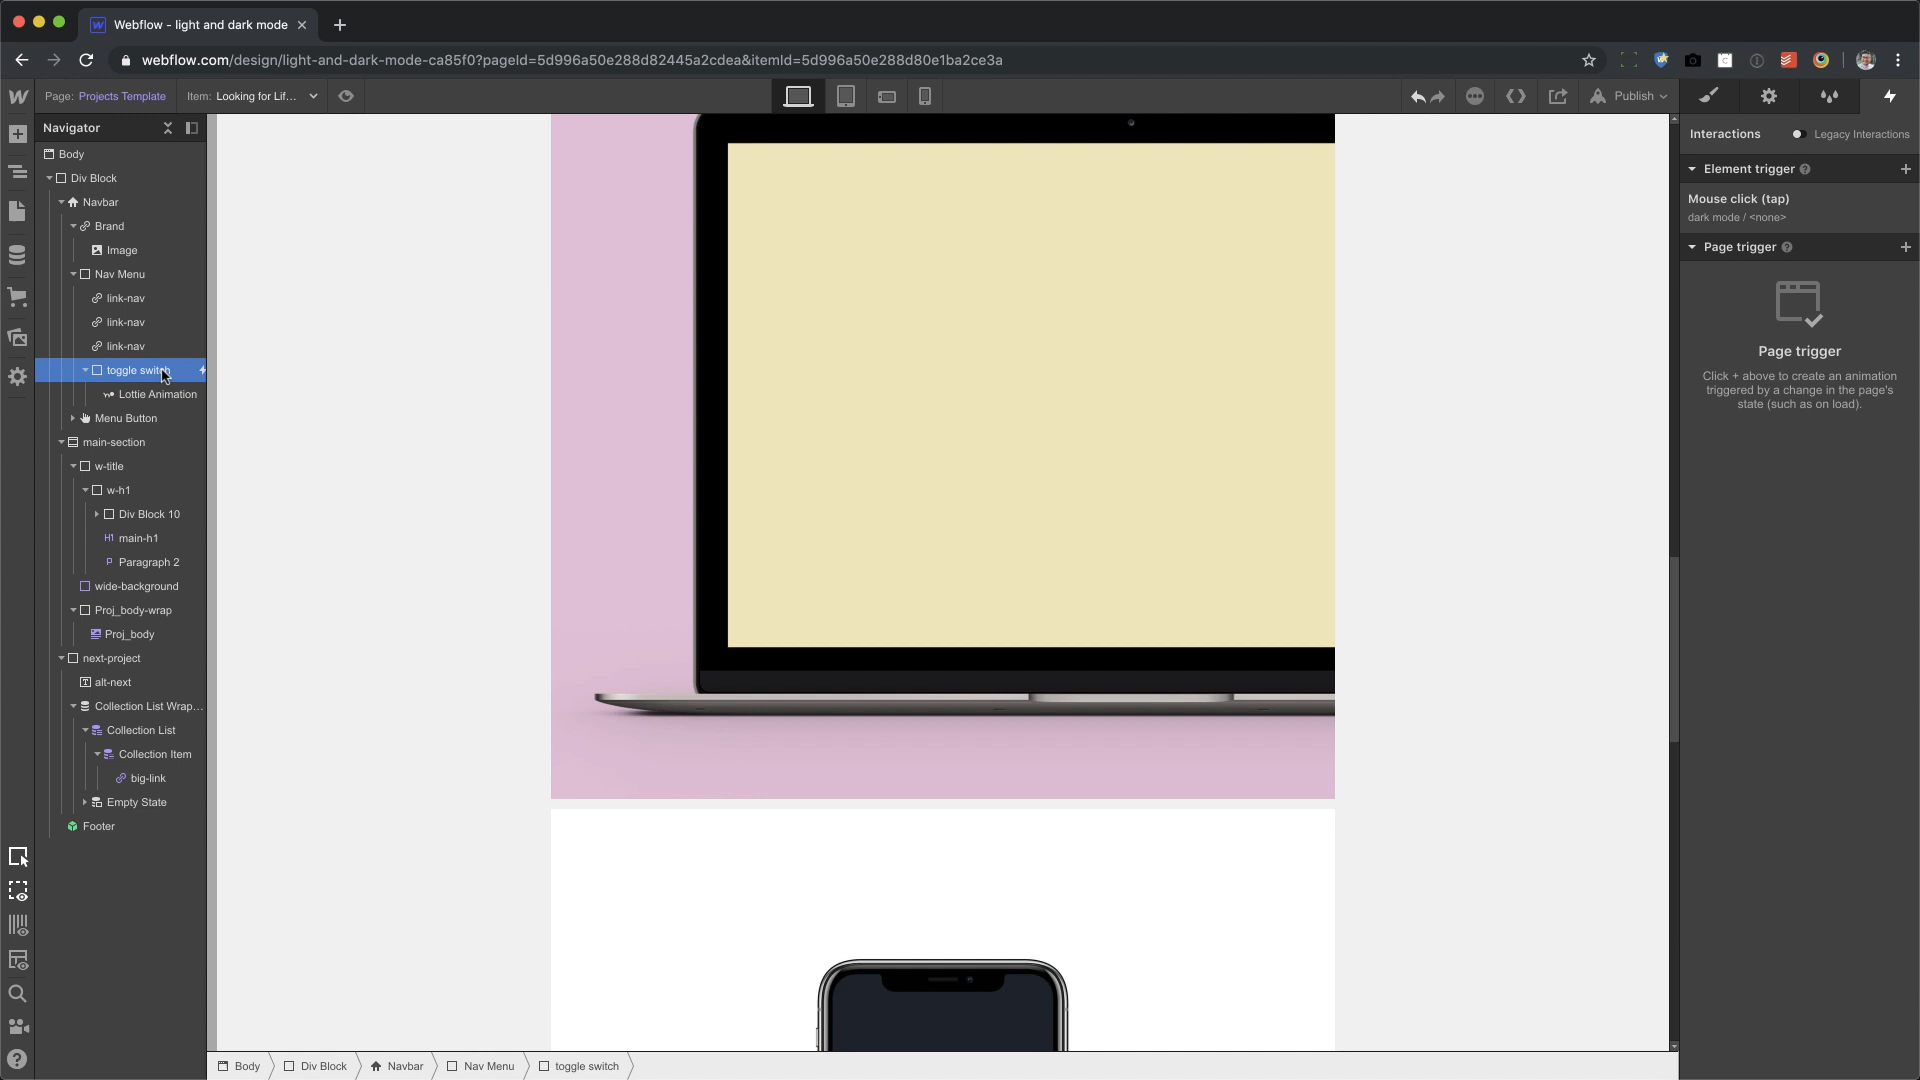 Webflow - light and dark mode
webflow.com/design/light-and-dark-mode-ca85f0?pageId=5d996a50e288d82445a2cdea&itemId=5d996a50e288d80e1ba2ce3a
Page: Projects Template
Item: Looking for Lif...
Publish
Navigator
Body
Div Block
Navbar
Brand
Image
Nav Menu
link-nav
link-nav
link-nav
toggle switch
Lottie Animation
Menu Button
main-section
w-title
w-h1
Div Block 10
H1 main-h1
P Paragraph 2
wide-background
Proj_body-wrap
Proj_body
next-project
alt-next
Collection List Wrap...
Collection List
Collection Item
big-link
Empty State
Footer
Interactions
Legacy Interactions
Element trigger
Mouse click (tap)
dark mode / <none>
Page trigger
Page trigger
Click + above to create an animation
triggered by a change in the page's
state (such as on load).
Body
Div Block
Navbar
Nav Menu
toggle switch